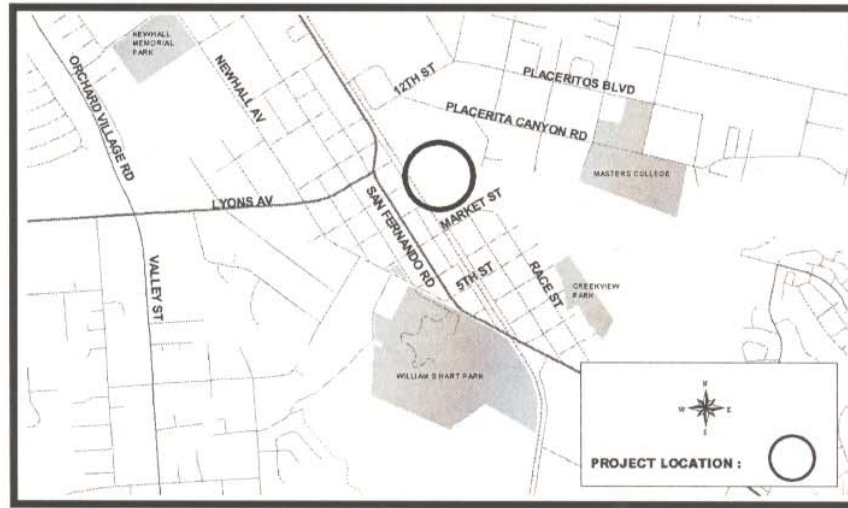 NEWHALL
MEMORIAL
PARK
ORCHARD VILLAGE RD
NEWHALL AV
12TH ST
PLACERITOS BLVD
PLACERITA CANYON RD
MASTERS COLLEGE
LYONS AV
SAN FERNANDO RD
MARKET ST
5TH ST
RACE ST
CREEKVIEW
PARK
VALLEY ST
WILLIAM S HART PARK
N
W E
S
PROJECT LOCATION :